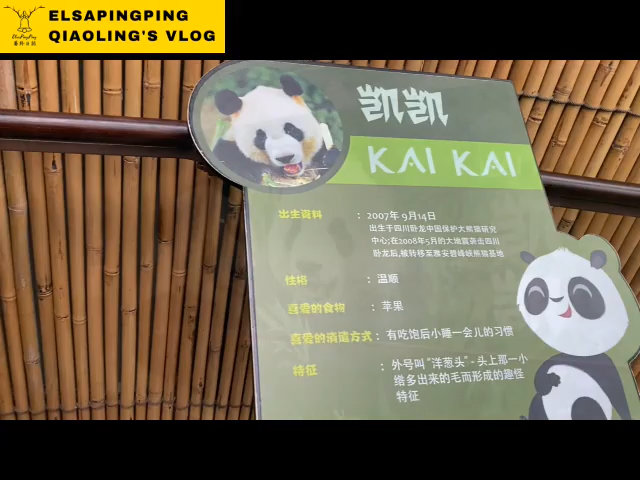 ELSAPINGPING
QIAOLING'S VLOG
凯凯
KAI KAI
出生资料 : 2007年 9月14日
出生于四川卧龙中国保护大熊猫研究
中心;在2008年5月的大地震袭击四川
卧龙后,被转移至雅安碧峰峡熊猫基地
性格 : 温顺
喜爱的食物 : 苹果
喜爱的消遣方式 : 有吃饱后小睡一会儿的习惯
特征 : 外号叫 "洋葱头" - 头上那一小
绺多出来的毛而形成的趣怪
特征